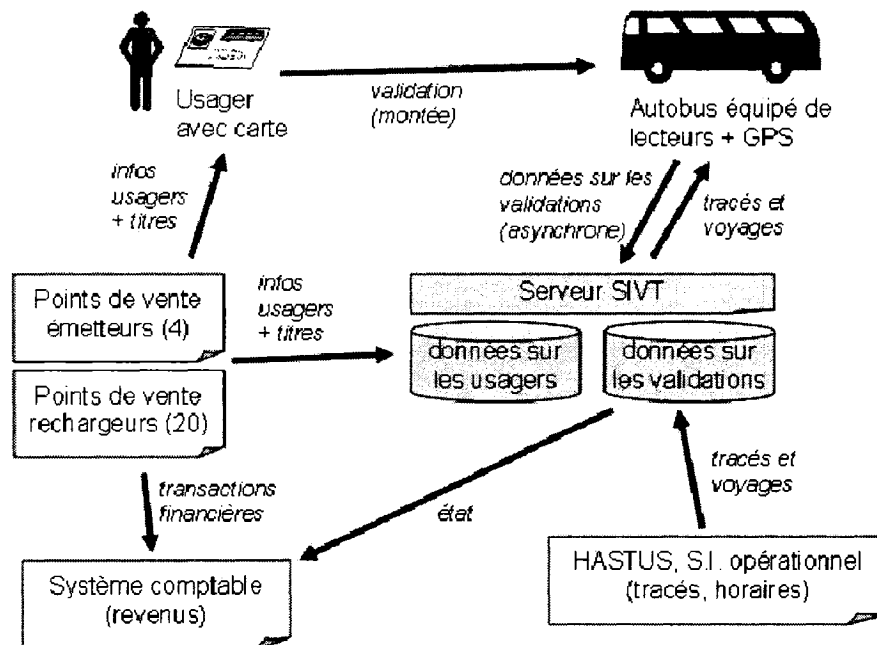 Usager
avec carte
validation
(montée)
Autobus équipé de
lecteurs + GPS
infos
usagers
+ titres
données sur les
validations
(asynchrone)
tracés et
voyages
Points de vente
émetteurs (4)
infos
usagers
+ titres
Serveur SIVT
données sur
les usagers
données sur
les validations
Points de vente
rechargeurs (20)
transactions
financières
état
tracés et
voyages
Système comptable
(revenus)
HASTUS, S.I. opérationnel
(tracés, horaires)